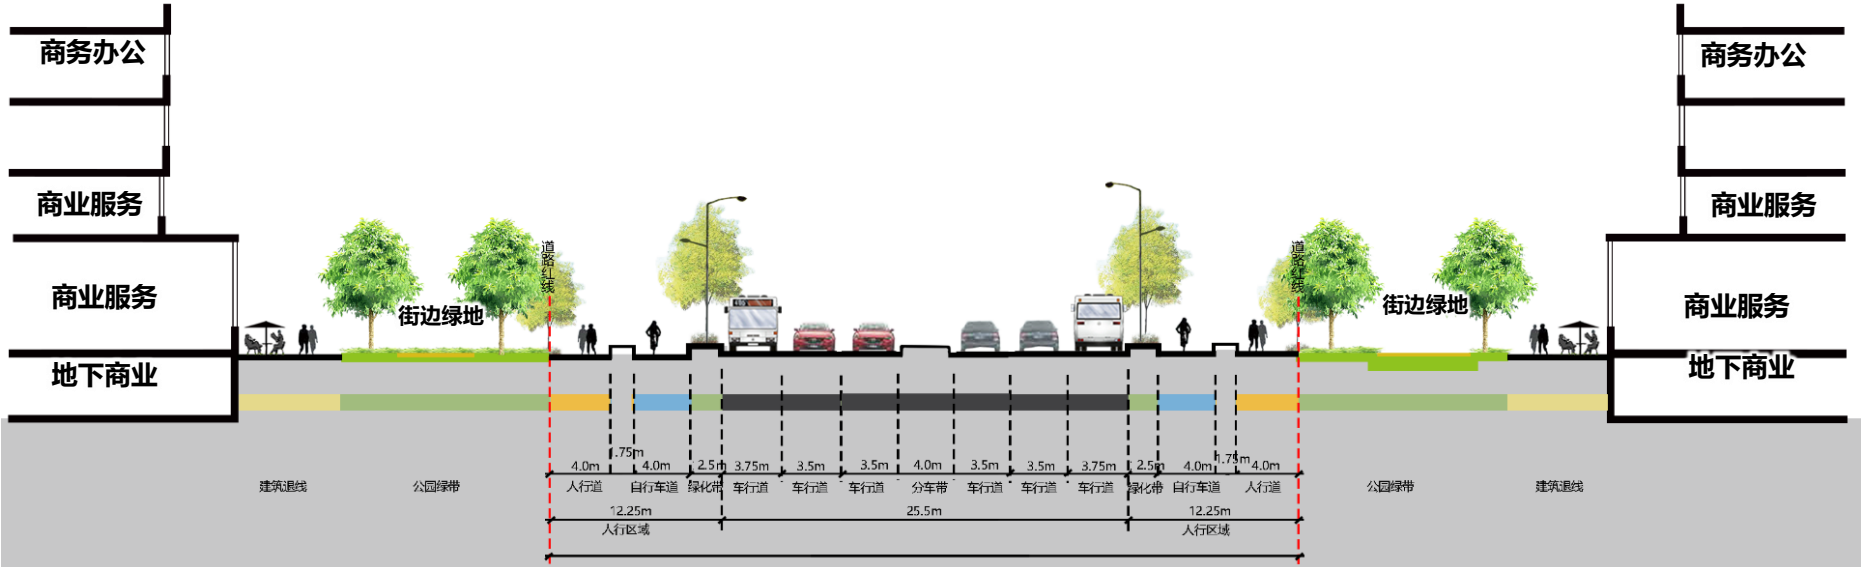 商务办公
商务办公
商业服务
商业服务
道路红线
道路红线
商业服务
街边绿地
街边绿地
商业服务
地下商业
地下商业
4.0m 1.75m 4.0m 2.5m 3.75m 3.5m 3.5m 4.0m 3.5m 3.5m 3.75m 2.5m 4.0m 1.75m 4.0m
建筑退线 公园绿带 人行道 自行车道 绿化带 车行道 车行道 车行道 分车带 车行道 车行道 车行道 绿化带 自行车道 人行道 公园绿带 建筑退线
12.25m 25.5m 12.25m
人行区域 人行区域